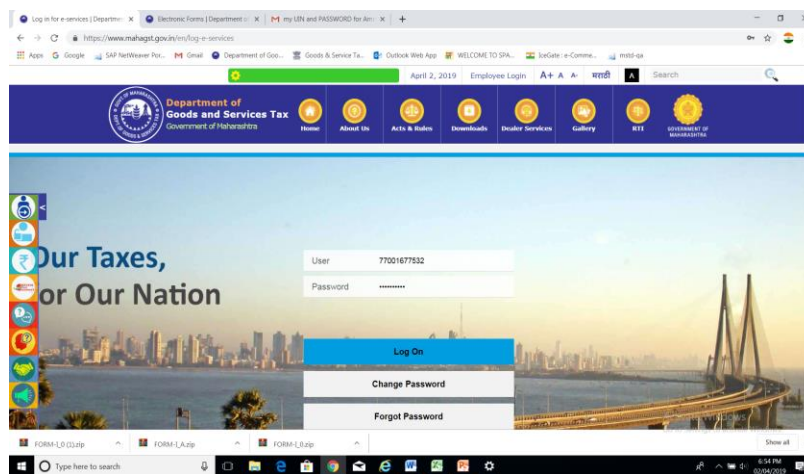 Log in for e-services | Departmen
Electronic Forms | Department o
my UIN and PASSWORD for Am
https://www.mahagst.gov.in/en/log-e-services
Apps
Google
SAP NetWeaver Por...
Gmail
Department of Goo...
Goods & Service Ta...
Outlook Web App
WELCOME TO SPA...
IceGate : e-Comme...
mstd-qa
April 2, 2019
Employee Login
A+ A A-
मराठी
A
Search
Department of
Goods and Services Tax
Government of Maharashtra
Home
About Us
Acts & Rules
Downloads
Dealer Services
Gallery
RTI
GOVERNMENT OF
MAHARASHTRA
Our Taxes,
or Our Nation
User 77001677532
Password ••••••••••
Log On
Change Password
Forgot Password
FORM-I_0 (1).zip
FORM-I_A.zip
FORM-I_0.zip
Show all
Type here to search
6:54 PM
02/04/2019